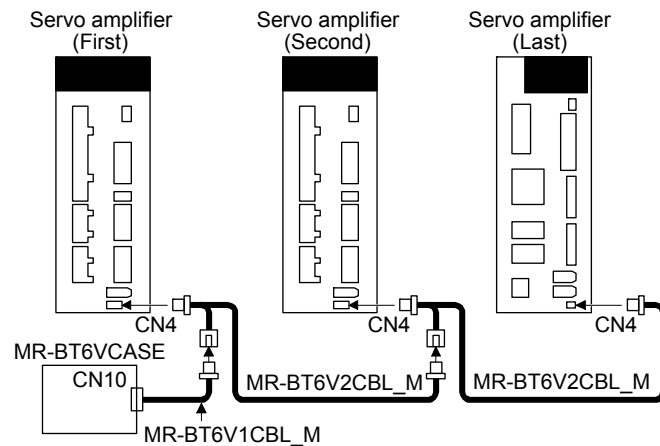 Servo amplifier
(First)
Servo amplifier
(Second)
Servo amplifier
(Last)
CN4
CN4
CN4
MR-BT6VCASE
CN10
MR-BT6V2CBL_M
MR-BT6V2CBL_M
MR-BT6V1CBL_M